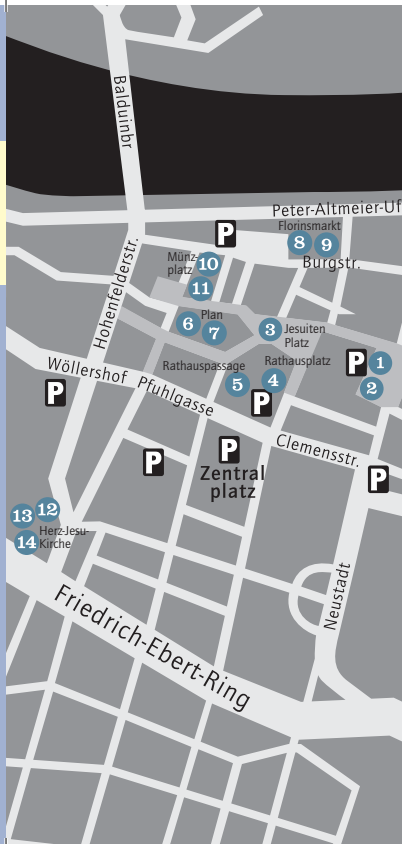 Balduinbr
Peter-Altmeier-Uf
Florinsmarkt
8 9
Burgstr.
P
Hohenfelderstr.
Münz-
platz
10
11
Plan
6 7
3 Jesuiten
Platz
Rathauspassage
5
Rathausplatz
4
P
P 1
2
Wöllershof
P
Pfuhlgasse
Clemensstr.
P
P
Zentral
platz
P
13 12
14
Herz-Jesu-
Kirche
Neustadt
Friedrich-Ebert-Ring